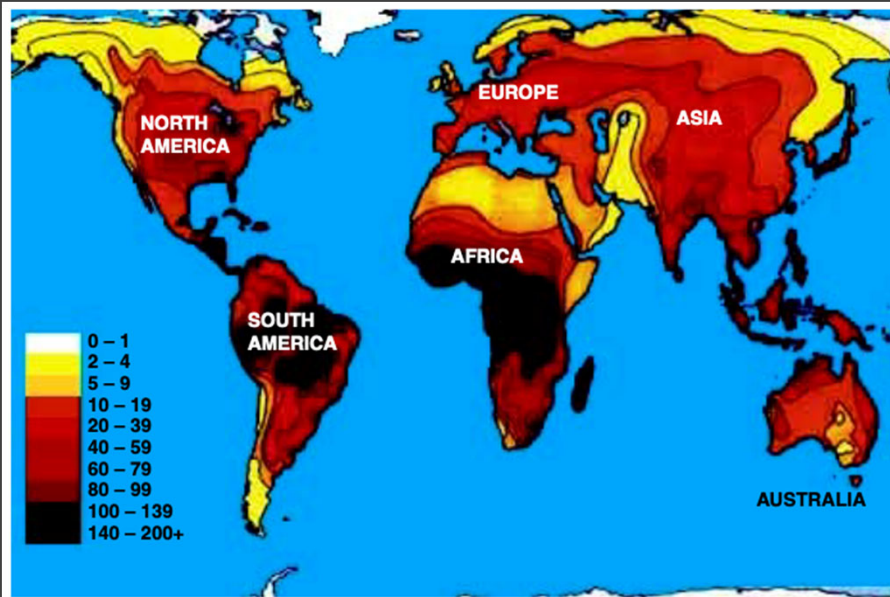 EUROPE
NORTH
AMERICA
ASIA
AFRICA
SOUTH
AMERICA
0 – 1
2 – 4
5 – 9
10 – 19
20 – 39
40 – 59
60 – 79
80 – 99
100 – 139
140 – 200+
AUSTRALIA